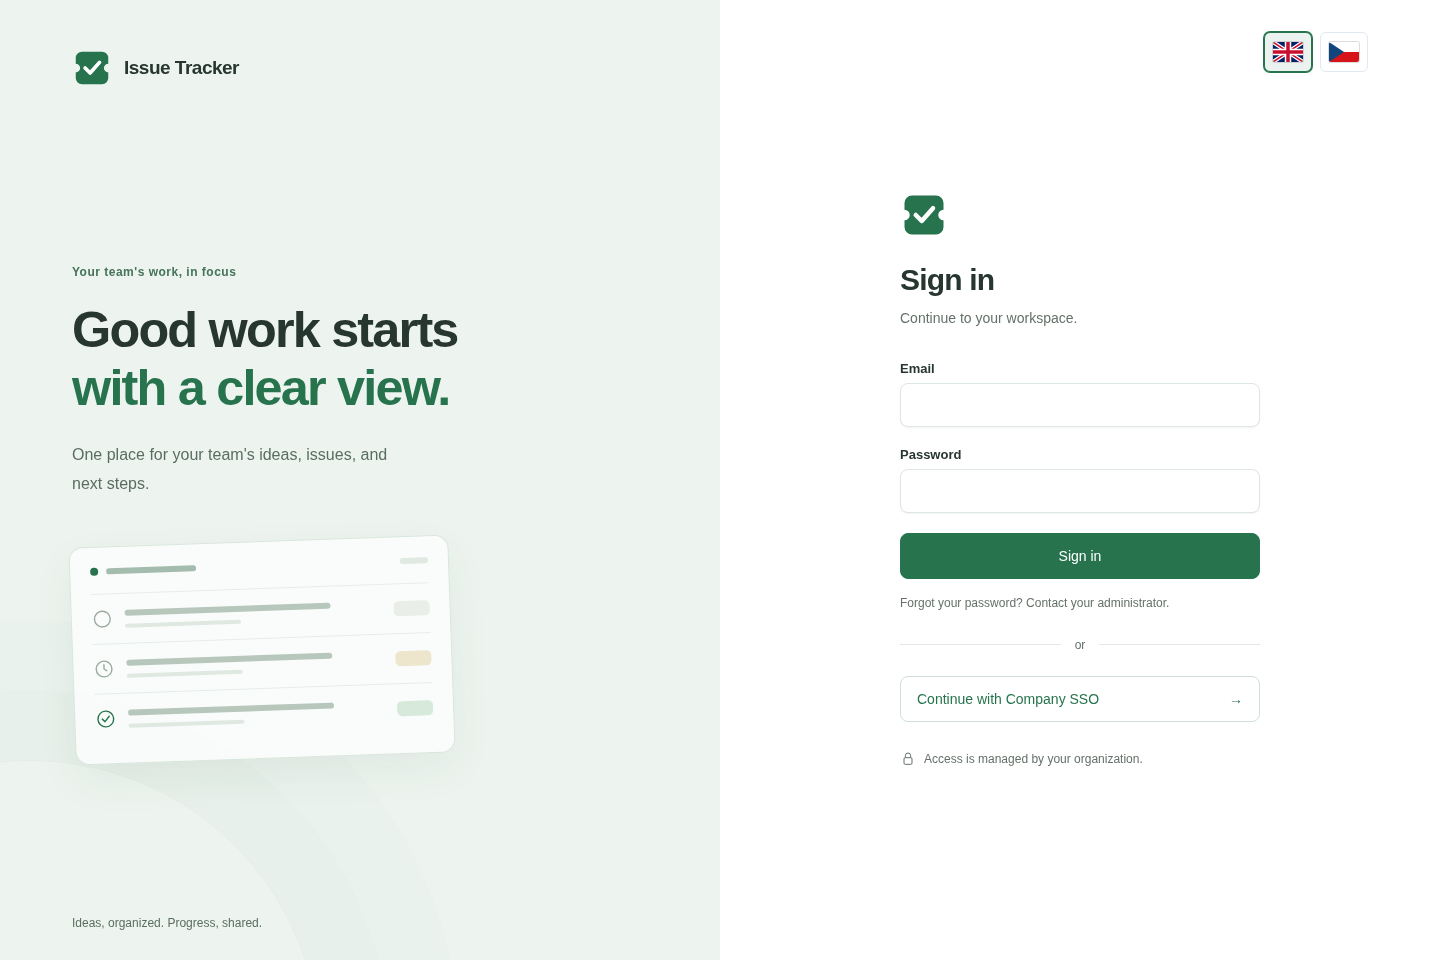 Issue Tracker
Your team's work, in focus
Good work starts
with a clear view.
One place for your team's ideas, issues, and
next steps.
Ideas, organized. Progress, shared.
Sign in
Continue to your workspace.
Email
Password
Sign in
Forgot your password? Contact your administrator.
or
Continue with Company SSO →
Access is managed by your organization.